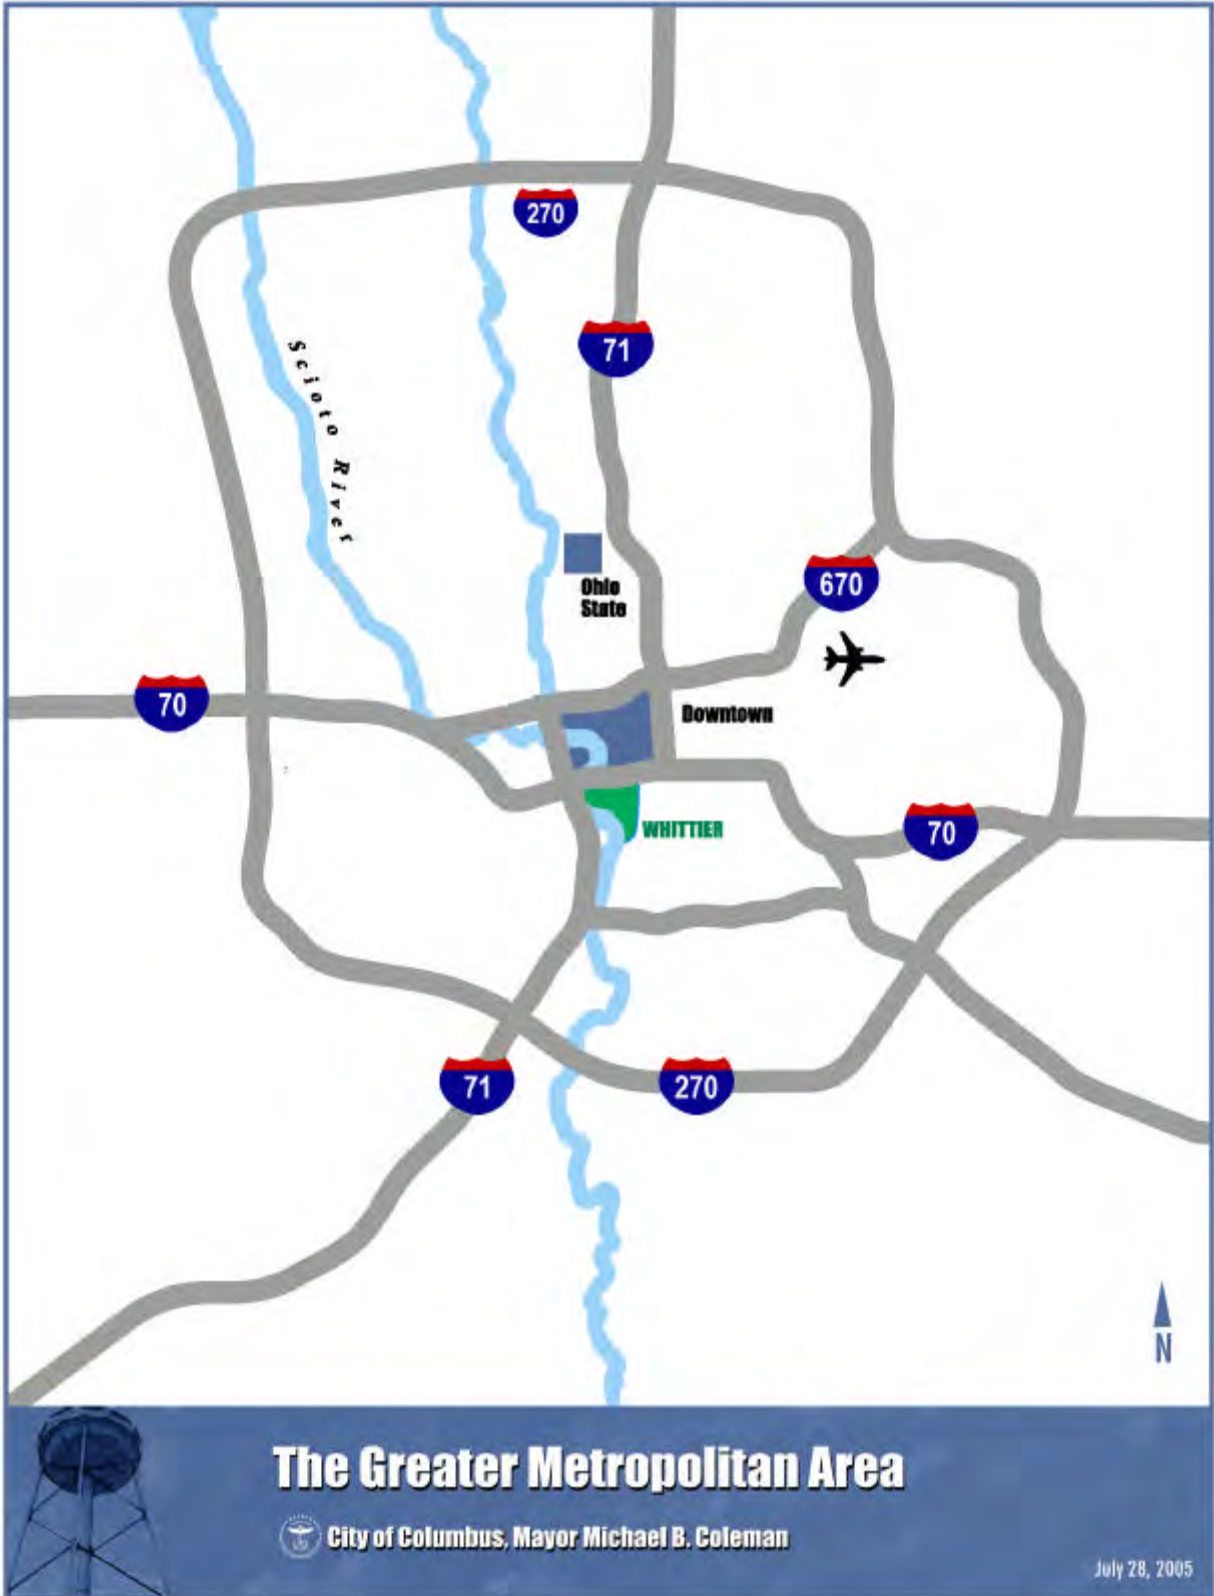 270
71
Scioto River
Ohio
State
670
70
Downtown
70
WHITTIER
71
270
N
The Greater Metropolitan Area
City of Columbus, Mayor Michael B. Coleman
July 28, 2005